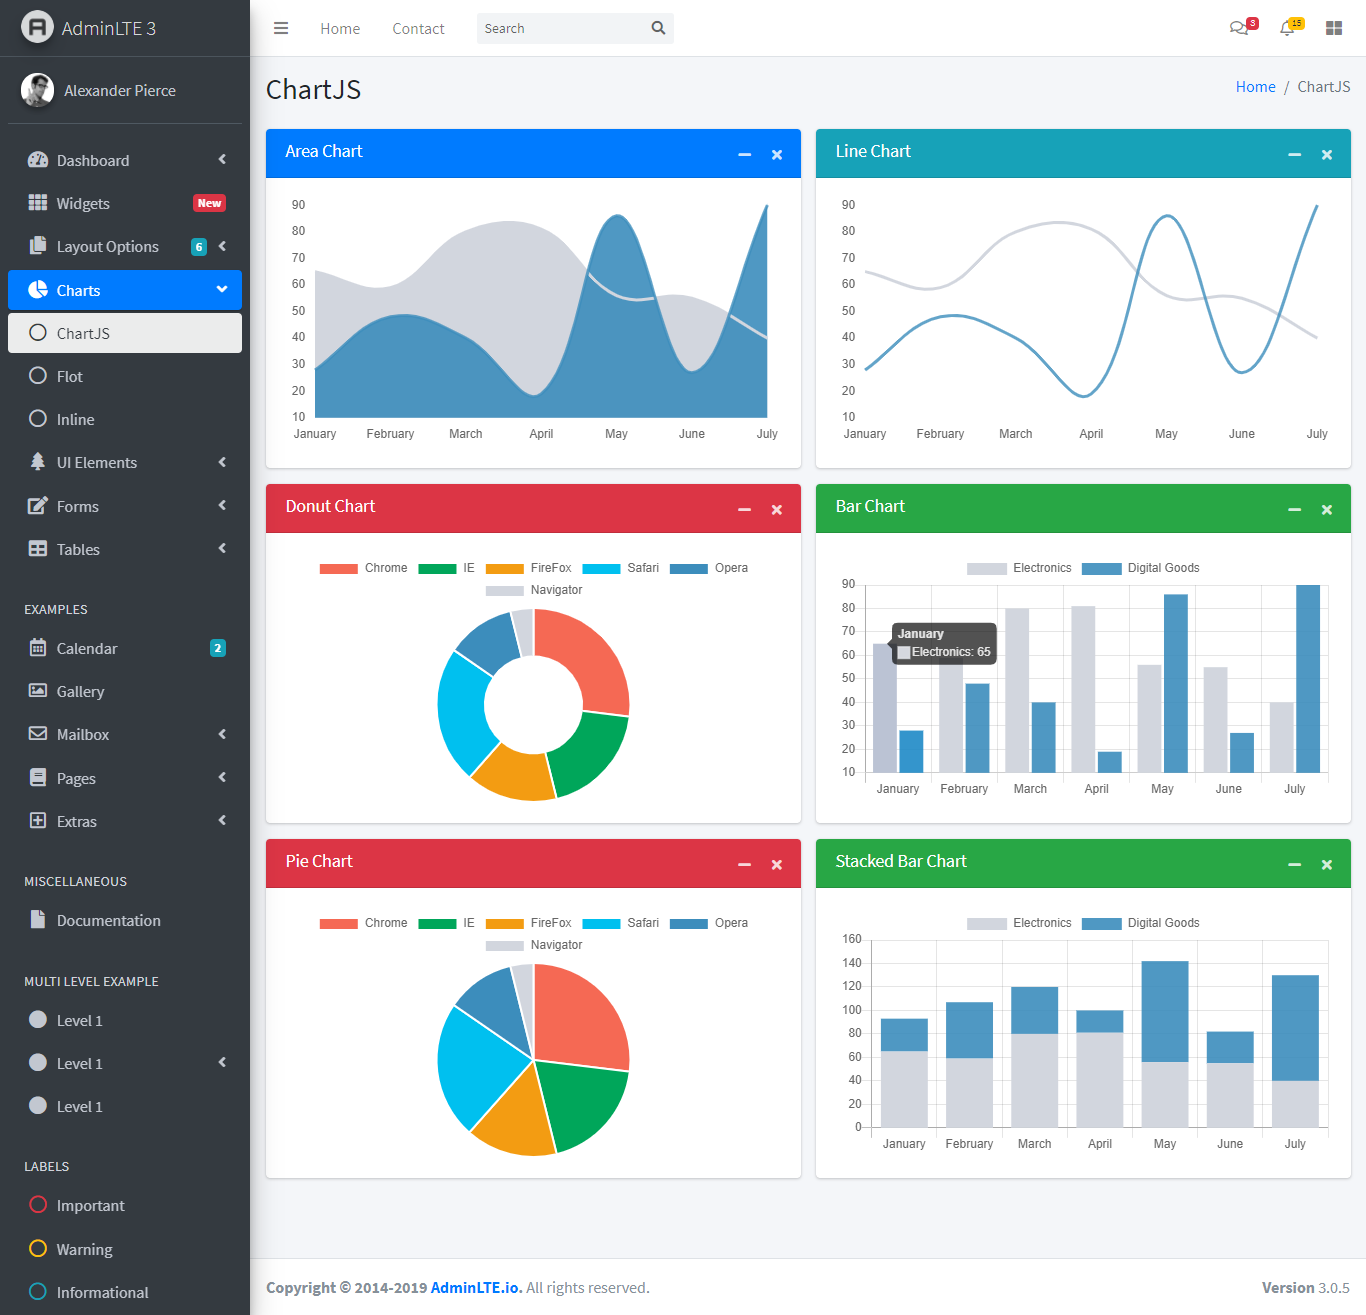 AdminLTE 3
Home Contact Search 3 15
Alexander Pierce
Dashboard
Widgets New
Layout Options 6
Charts
ChartJS
Flot
Inline
UI Elements
Forms
Tables
EXAMPLES
Calendar 2
Gallery
Mailbox
Pages
Extras
MISCELLANEOUS
Documentation
MULTI LEVEL EXAMPLE
Level 1
Level 1
Level 1
LABELS
Important
Warning
Informational
ChartJS
Home / ChartJS
Area Chart
90
80
70
60
50
40
30
20
10
January February March April May June July
Line Chart
90
80
70
60
50
40
30
20
10
January February March April May June July
Donut Chart
Chrome IE FireFox Safari Opera
Navigator
Bar Chart
Electronics Digital Goods
90
80
70
60
50
40
30
20
10
January
Electronics: 65
January February March April May June July
Pie Chart
Chrome IE FireFox Safari Opera
Navigator
Stacked Bar Chart
Electronics Digital Goods
160
140
120
100
80
60
40
20
0
January February March April May June July
Copyright © 2014-2019 AdminLTE.io. All rights reserved.
Version 3.0.5